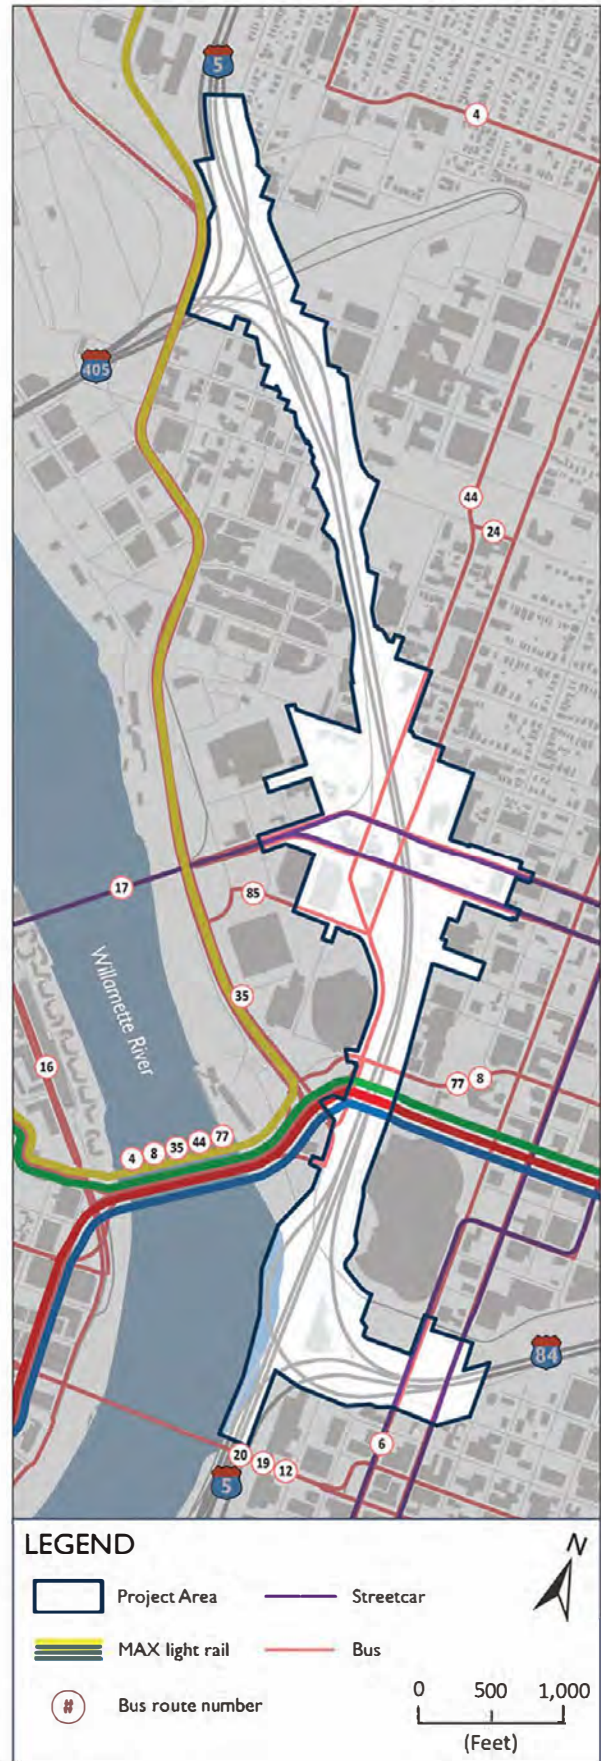 5
4
405
44
24
17
85
Willamette River
35
16
77 8
4 8 35 44 77
84
6
20 19 12
5
LEGEND
N
Project Area
Streetcar
MAX light rail
Bus
# Bus route number
0 500 1,000
(Feet)